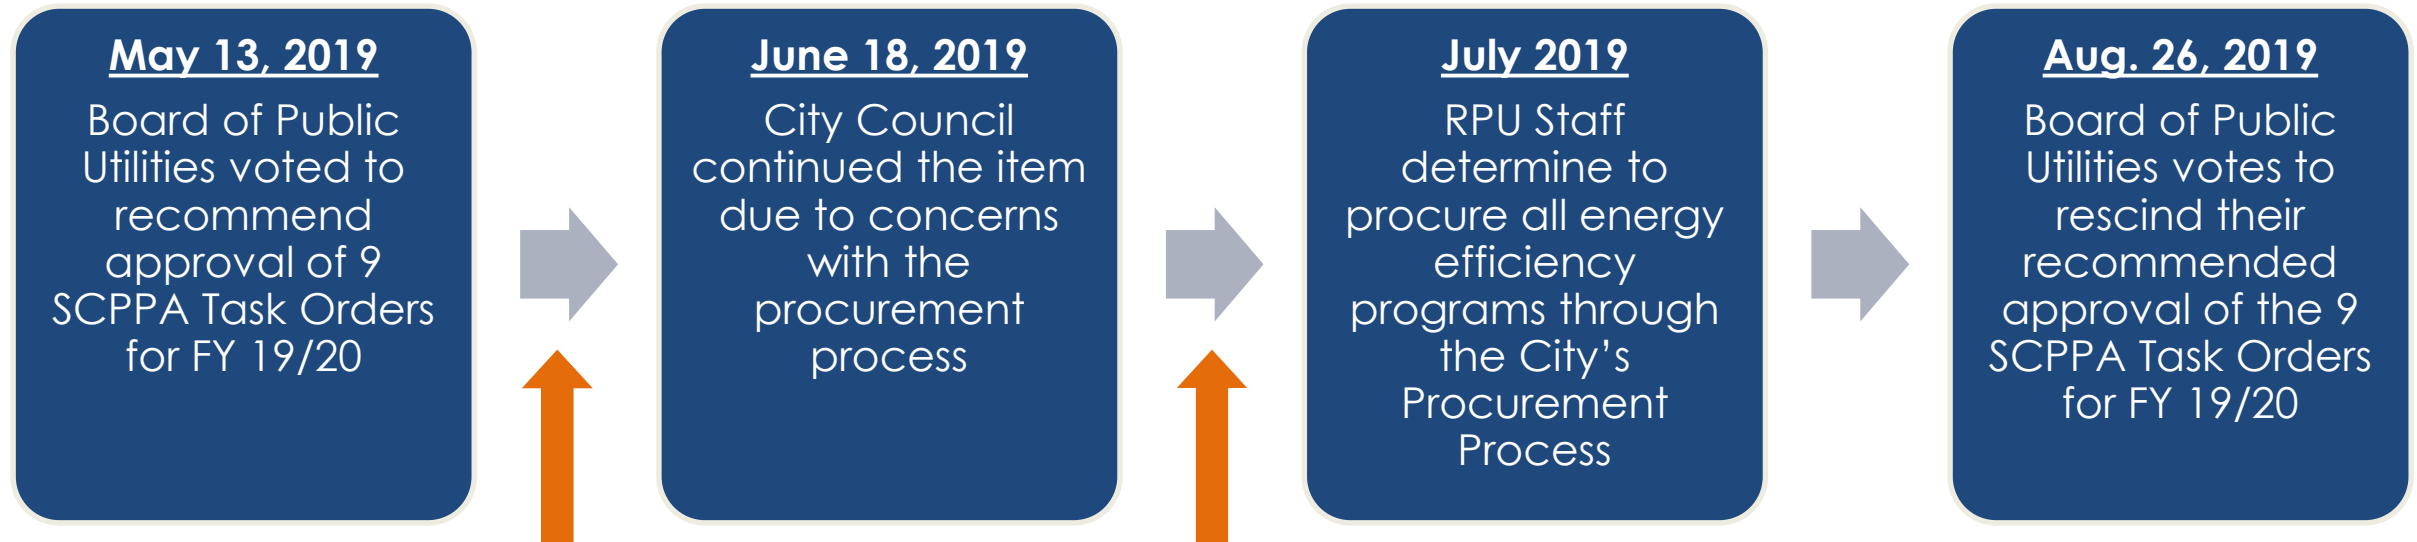 May 13, 2019
Board of Public
Utilities voted to
recommend
approval of 9
SCPPA Task Orders
for FY 19/20
June 18, 2019
City Council
continued the item
due to concerns
with the
procurement
process
July 2019
RPU Staff
determine to
procure all energy
efficiency
programs through
the City’s
Procurement
Process
Aug. 26, 2019
Board of Public
Utilities votes to
rescind their
recommended
approval of the 9
SCPPA Task Orders
for FY 19/20